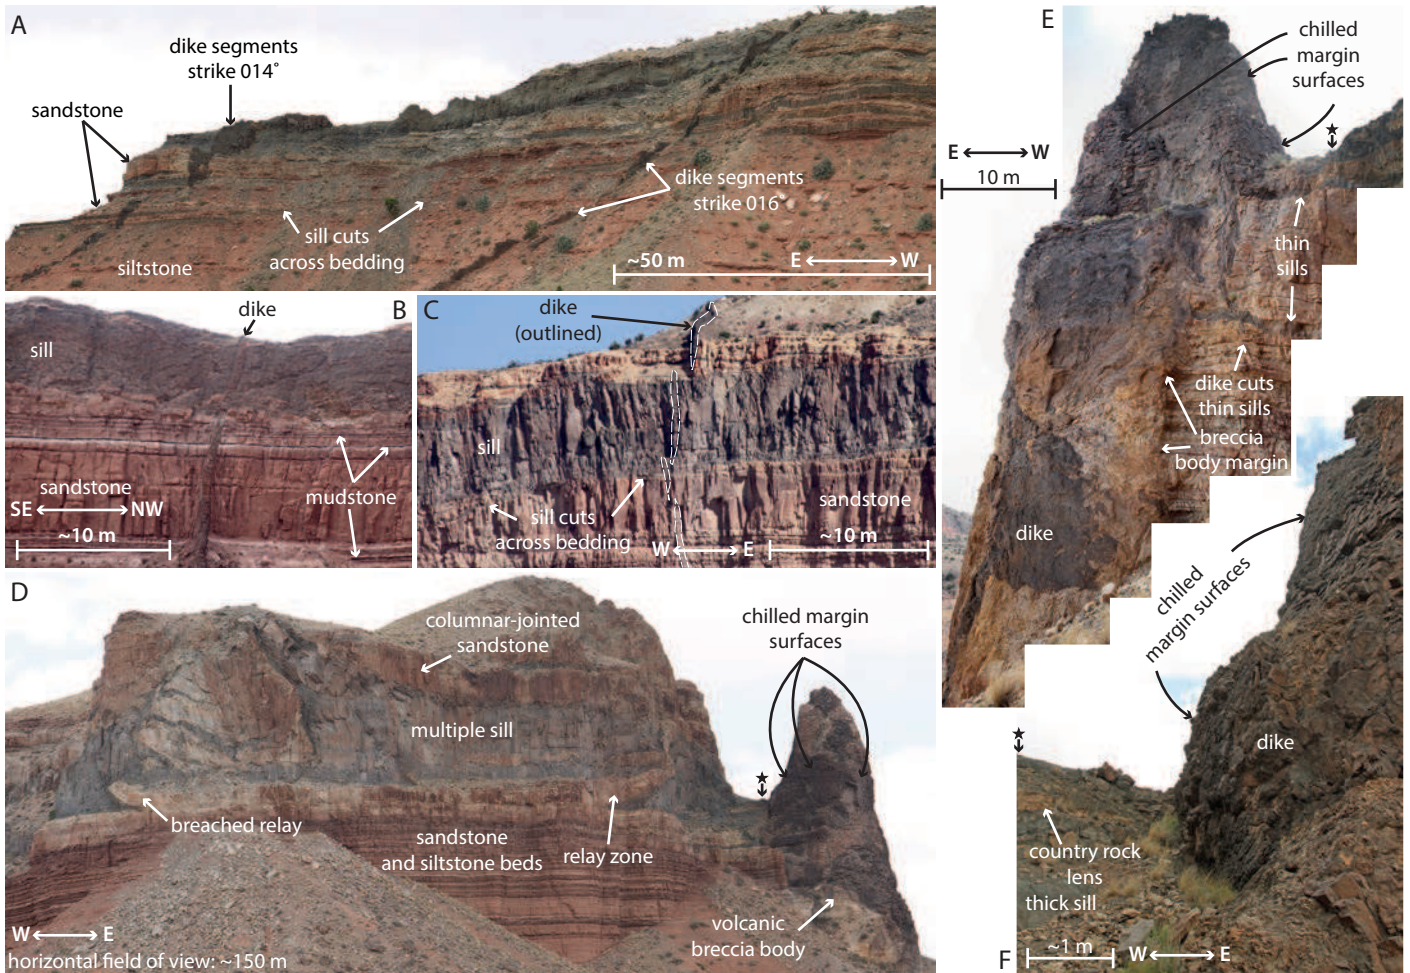 A
dike segments
strike 014°
sandstone
sill cuts
across bedding
siltstone
dike segments
strike 016°
~50 m
E
W
B
dike
sill
sandstone
SE
NW
mudstone
~10 m
C
dike
(outlined)
sill
sill cuts
across bedding
sandstone
W
E
~10 m
D
columnar-jointed
sandstone
chilled margin
surfaces
multiple sill
breached relay
sandstone
and siltstone beds
relay zone
volcanic
breccia body
W
E
horizontal field of view: ~150 m
E
chilled
margin
surfaces
E
W
10 m
thin
sills
dike cuts
thin sills
breccia
body margin
dike
chilled
margin surfaces
dike
country rock
lens
thick sill
F
~1 m
W
E